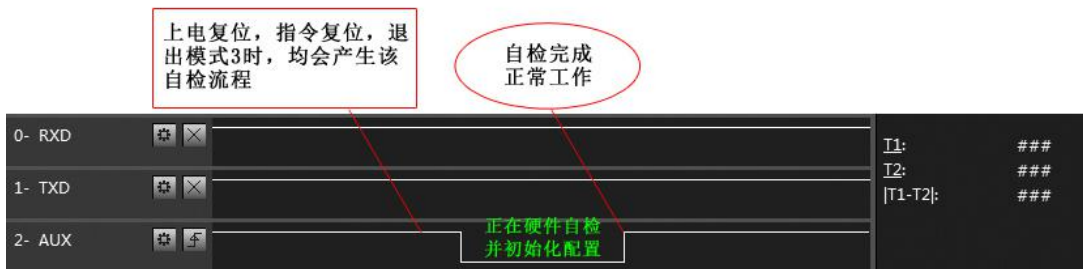 上电复位，指令复位，退
出模式3时，均会产生该
自检流程
自检完成
正常工作
0- RXD
T1: ###
T2: ###
1- TXD
|T1-T2|: ###
正在硬件自检
2- AUX
并初始化配置